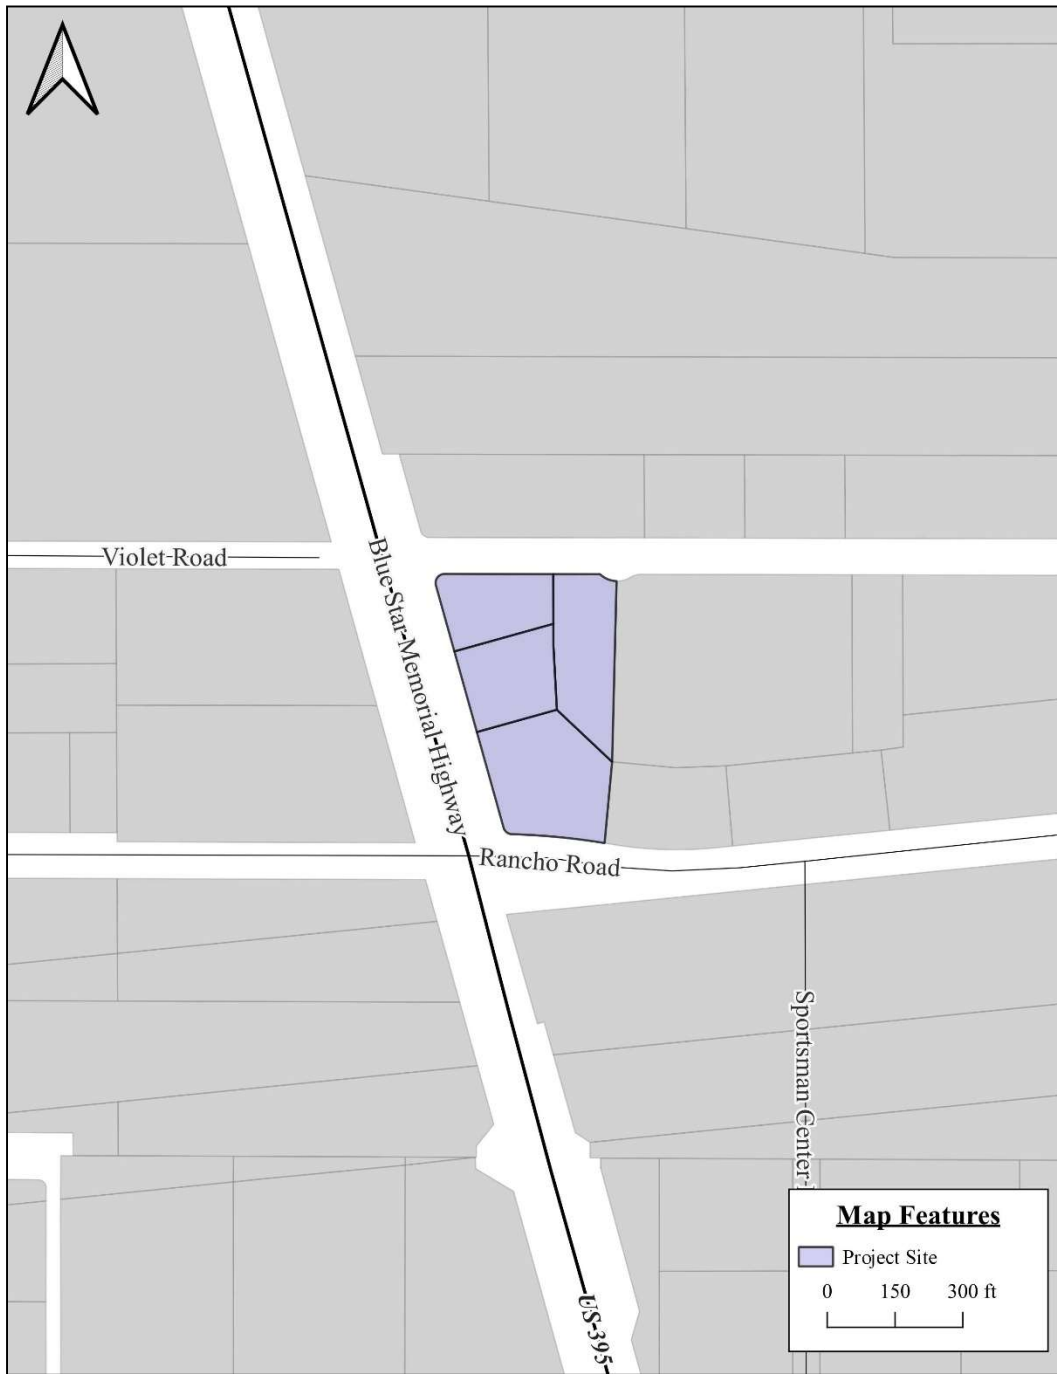 Violet Road
Blue Star Memorial Highway
Rancho Road
Sportsman Center
US-395
Map Features
Project Site
0 150 300 ft